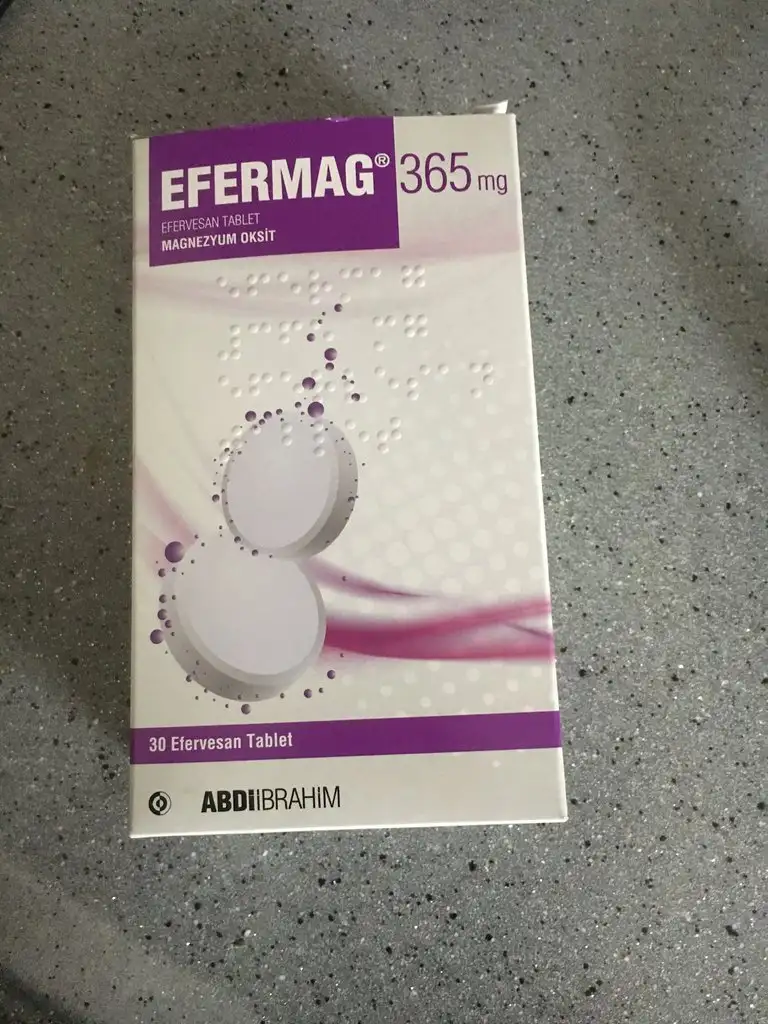 EFERMAG® 365 mg
EFERVESAN TABLET
MAGNEZYUM OKSİT
30 Efervesan Tablet
ABDİİBRAHİM